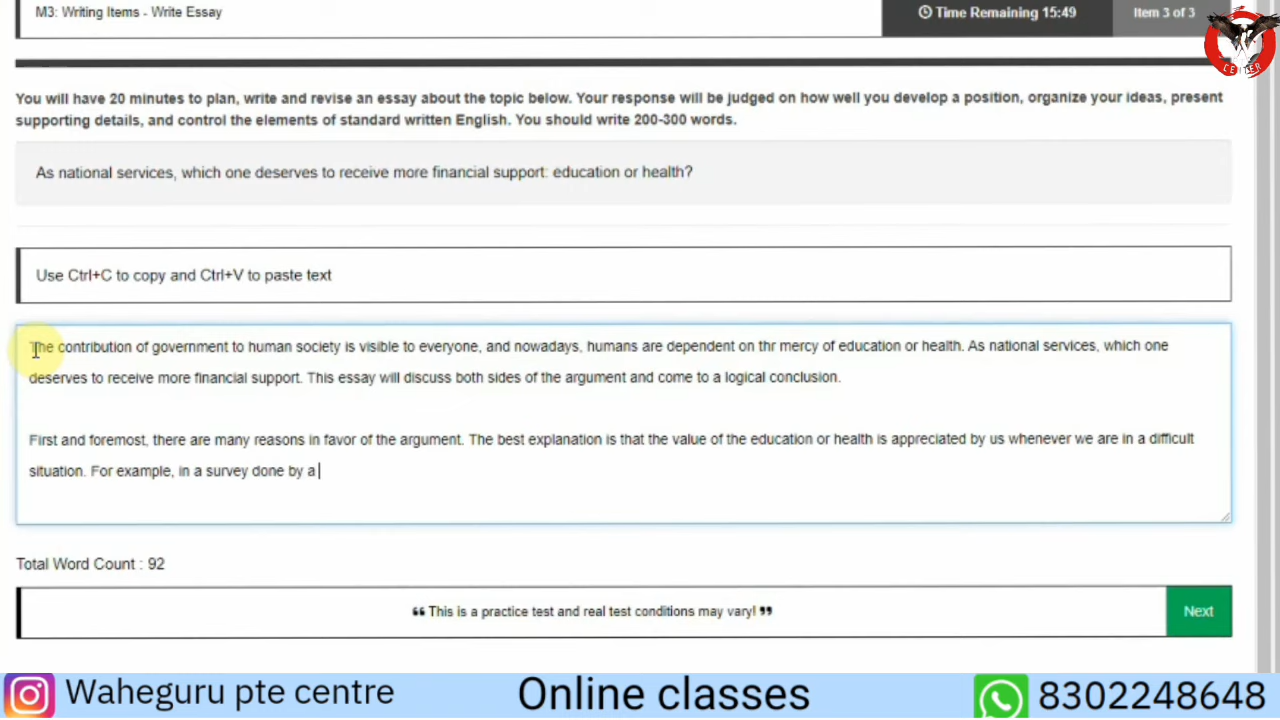 M3: Writing Items - Write Essay
Time Remaining 15:49
Item 3 of 3
CENTER
You will have 20 minutes to plan, write and revise an essay about the topic below. Your response will be judged on how well you develop a position, organize your ideas, present
supporting details, and control the elements of standard written English. You should write 200-300 words.
As national services, which one deserves to receive more financial support: education or health?
Use Ctrl+C to copy and Ctrl+V to paste text
The contribution of government to human society is visible to everyone, and nowadays, humans are dependent on thr mercy of education or health. As national services, which one
deserves to receive more financial support. This essay will discuss both sides of the argument and come to a logical conclusion.
First and foremost, there are many reasons in favor of the argument. The best explanation is that the value of the education or health is appreciated by us whenever we are in a difficult
situation. For example, in a survey done by a
Total Word Count : 92
❝ This is a practice test and real test conditions may vary! ❞
Next
Waheguru pte centre
Online classes
8302248648